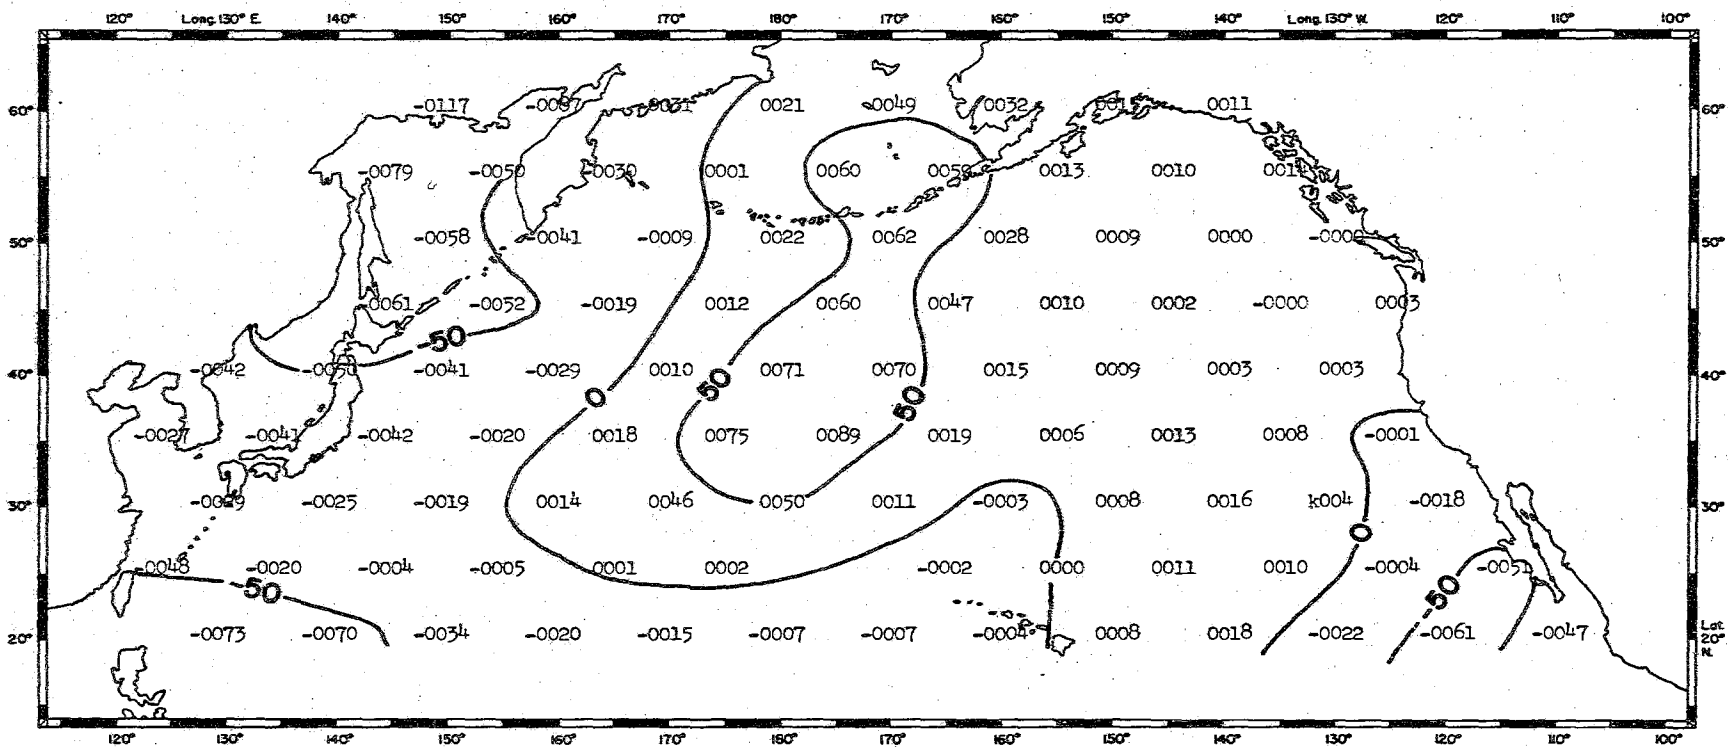 120° Long. 130° E. 140° 150° 160° 170° 180° 170° 160° 150° 140° Long. 130° W. 120° 110° 100°
60° -0117 0021 0049 0032 0011 60°
-0079 -0050 -0030 0001 0060 0059 0013 0010 0014
50° -0058 -0041 -0009 0022 0062 0028 0009 0000 -0000 50°
-0061 -0052 -0019 0012 0060 0047 0010 0002 -0000 0003
-50
40° -0042 -0050 -0041 -0029 0010 0071 0070 0015 0009 0003 0003 40°
0 50 50
-0027 -0041 -0042 -0020 0018 0075 0089 0019 0006 0013 0008 -0001
30° -0029 -0025 -0019 0014 0046 0050 0011 -0003 0008 0016 k004 -0018 30°
0
-0048 -0020 -0004 -0005 0001 0002 -0002 0000 0011 0010 -0004 -0051
-50 -50
20° -0073 -0070 -0034 -0020 -0015 -0007 -0007 -0004 0008 0018 -0022 -0061 -0047 Lat. 20° N.
120° 130° 140° 150° 160° 170° 180° 170° 160° 150° 140° 130° 120° 110° 100°